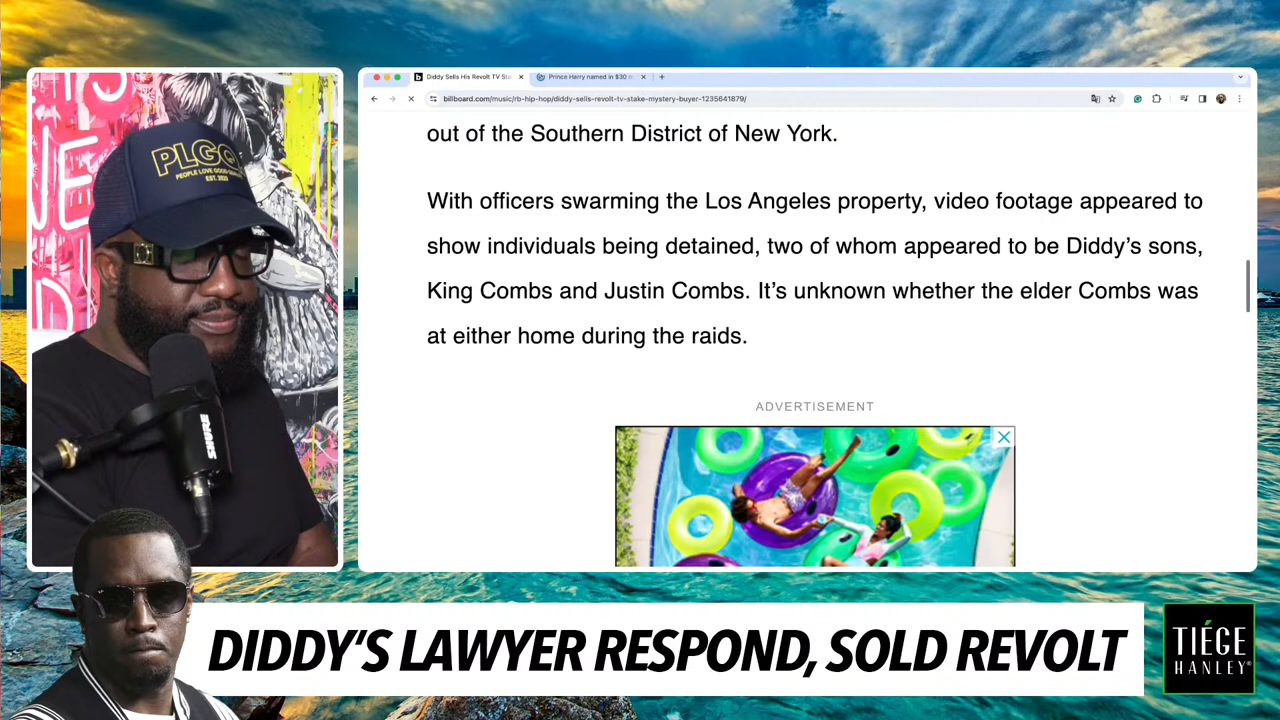 Diddy Sells His Revolt TV Sta
Prince Harry named in $30 m
billboard.com/music/rb-hip-hop/diddy-sells-revolt-tv-stake-mystery-buyer-1235641879/
out of the Southern District of New York.
With officers swarming the Los Angeles property, video footage appeared to
show individuals being detained, two of whom appeared to be Diddy’s sons,
King Combs and Justin Combs. It’s unknown whether the elder Combs was
at either home during the raids.
ADVERTISEMENT
PLGG
PEOPLE LOVE GOOD
EST. 2020
SHURE
DIDDY'S LAWYER RESPOND, SOLD REVOLT
TIÉGE
HANLEY®